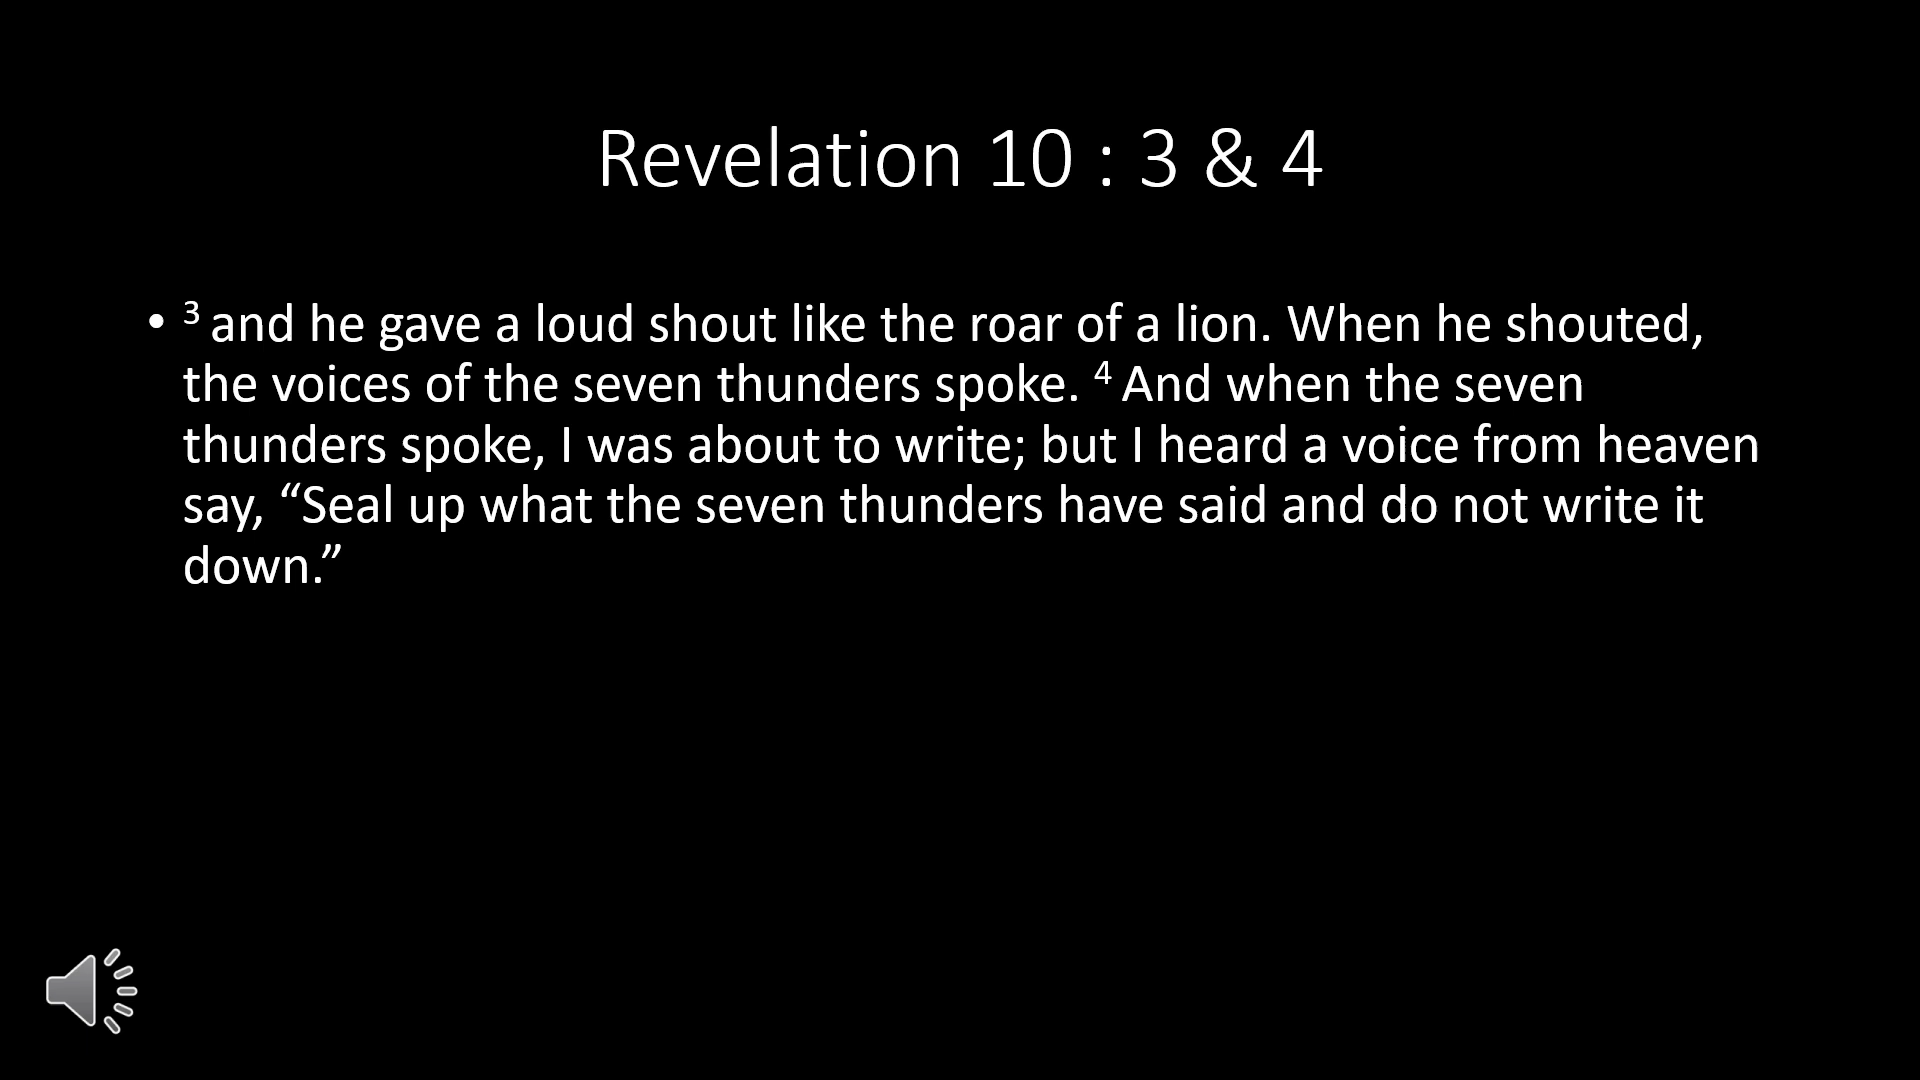 Revelation 10 : 3 & 4
• ³ and he gave a loud shout like the roar of a lion. When he shouted,
the voices of the seven thunders spoke. ⁴ And when the seven
thunders spoke, I was about to write; but I heard a voice from heaven
say, “Seal up what the seven thunders have said and do not write it
down.”